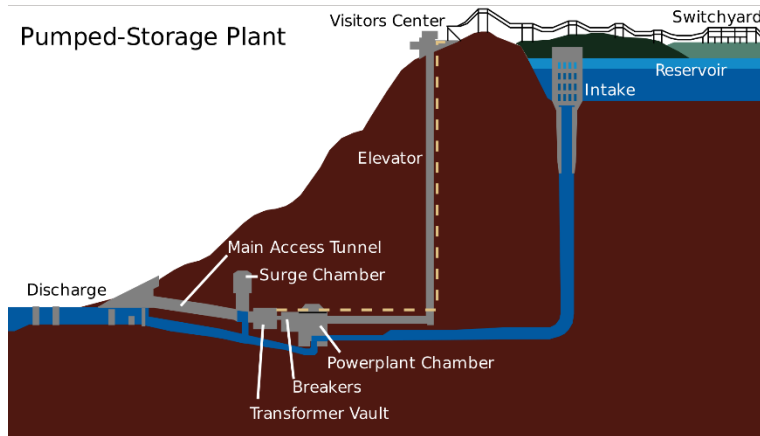 Visitors Center
Switchyard
Pumped-Storage Plant
Reservoir
Intake
Elevator
Main Access Tunnel
Surge Chamber
Discharge
Powerplant Chamber
Breakers
Transformer Vault